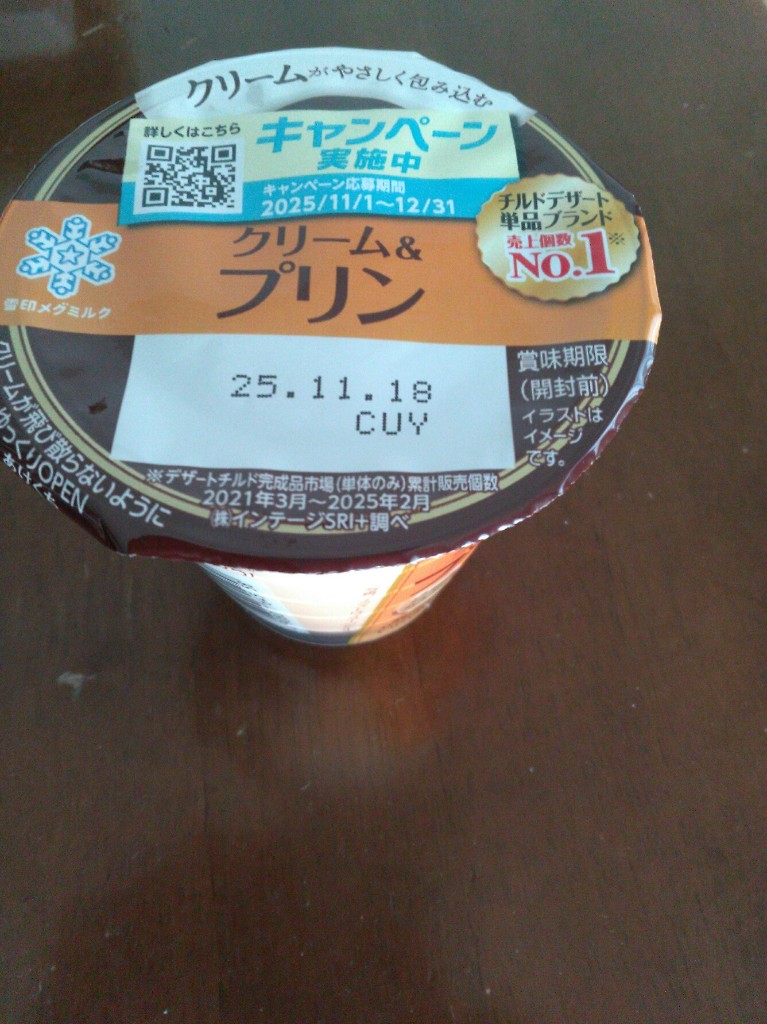 クリームがやさしく包み込む
詳しくはこちら
キャンペーン
実施中
キャンペーン応募期間
2025/11/1〜12/31
チルドデザート
単品ブランド
売上個数※
No.1
クリーム&
プリン
雪印メグミルク
25.11.18
CUY
賞味期限
(開封前)
イラストは
イメージ
です。
※デザートチルド完成品市場(単体のみ)累計販売個数
2021年3月〜2025年2月
㈱インテージSRI+調べ
クリームが飛び散らないように
ゆっくりOPEN